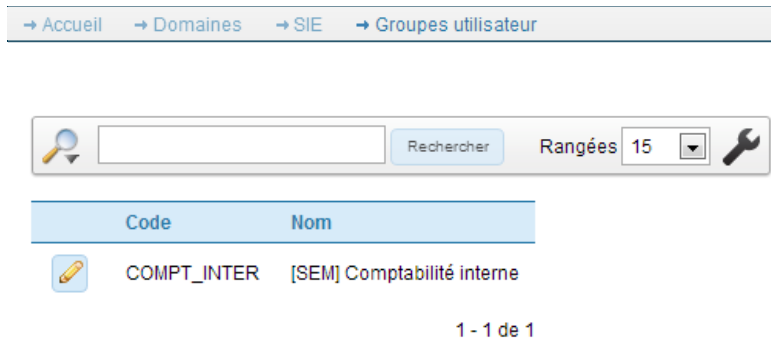 → Accueil → Domaines → SIE → Groupes utilisateur
Rechercher Rangées 15
Code Nom
COMPT_INTER [SEM] Comptabilité interne
1 - 1 de 1